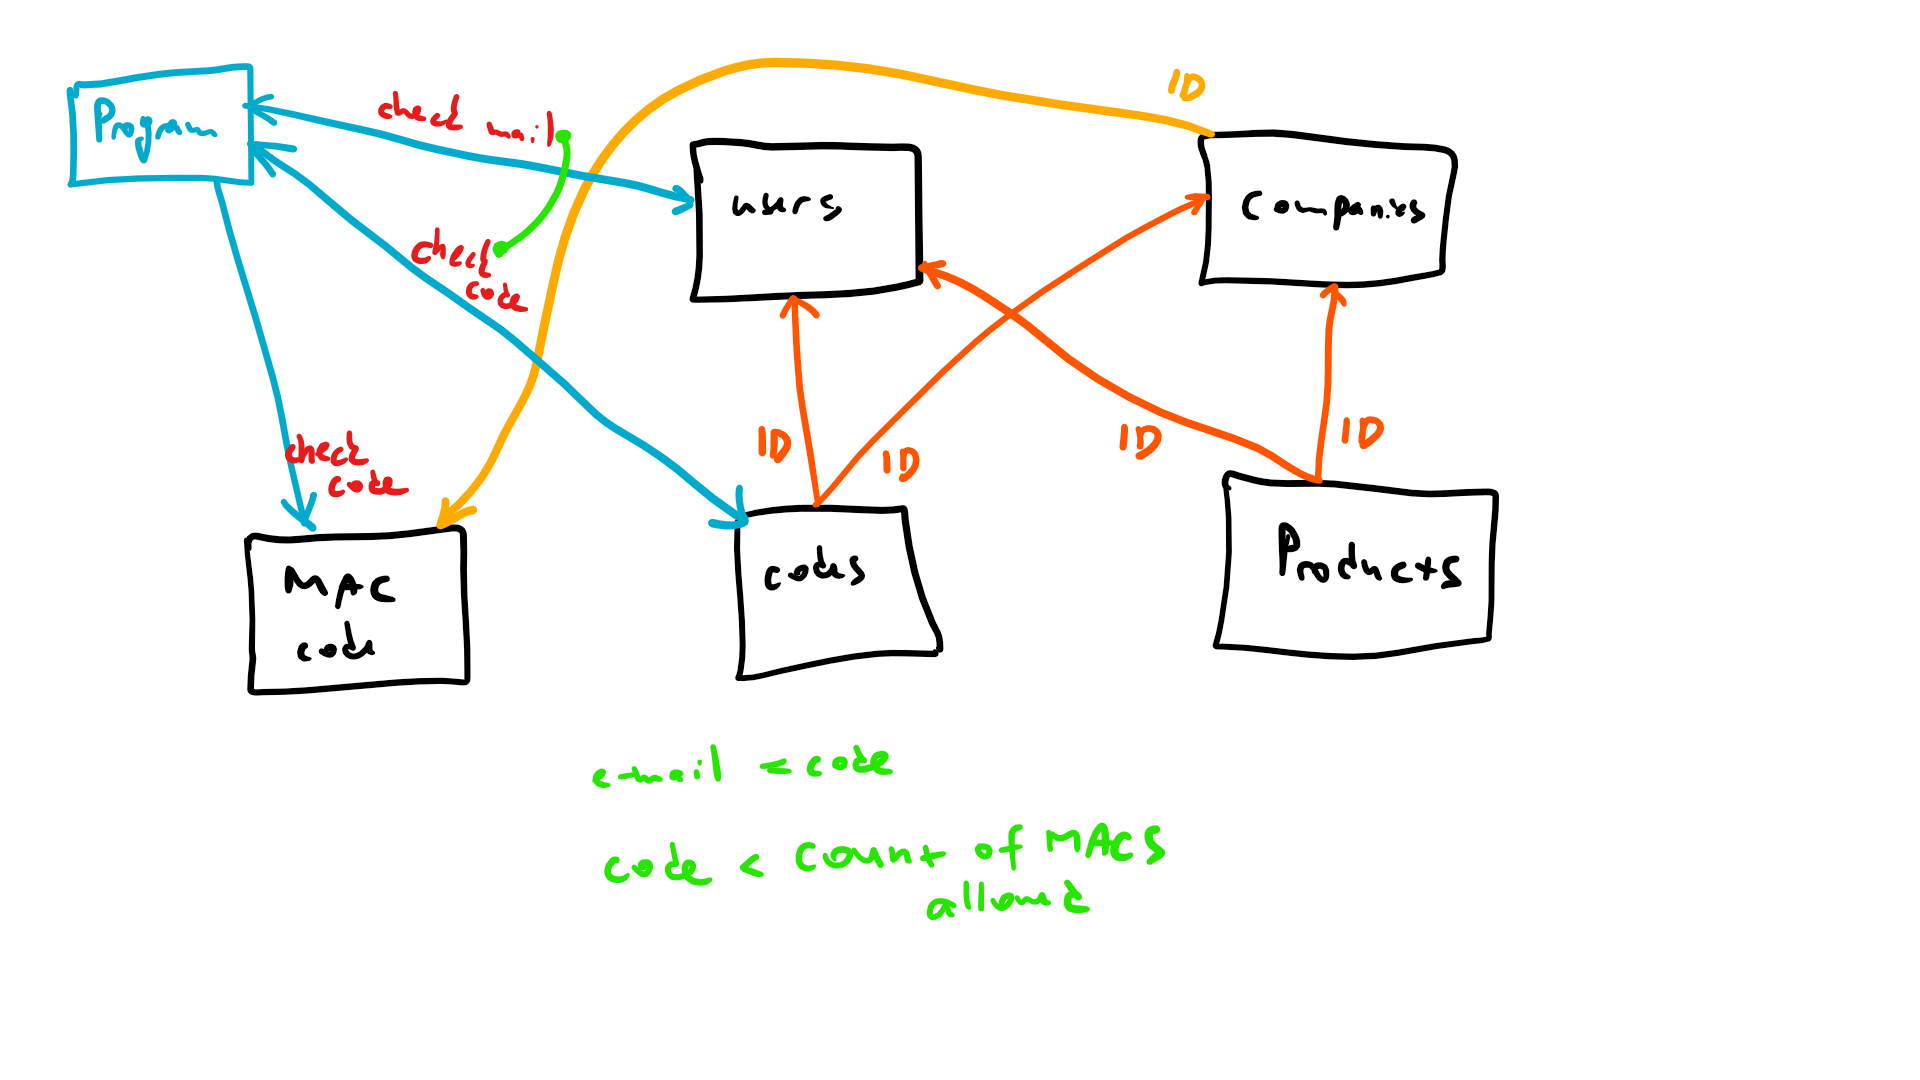 ID
Program
check mail
users
Companies
check
code
ID
ID
ID
ID
check
code
MAC
code
codes
Products
e-mail = code
code < count of MACS
allowed